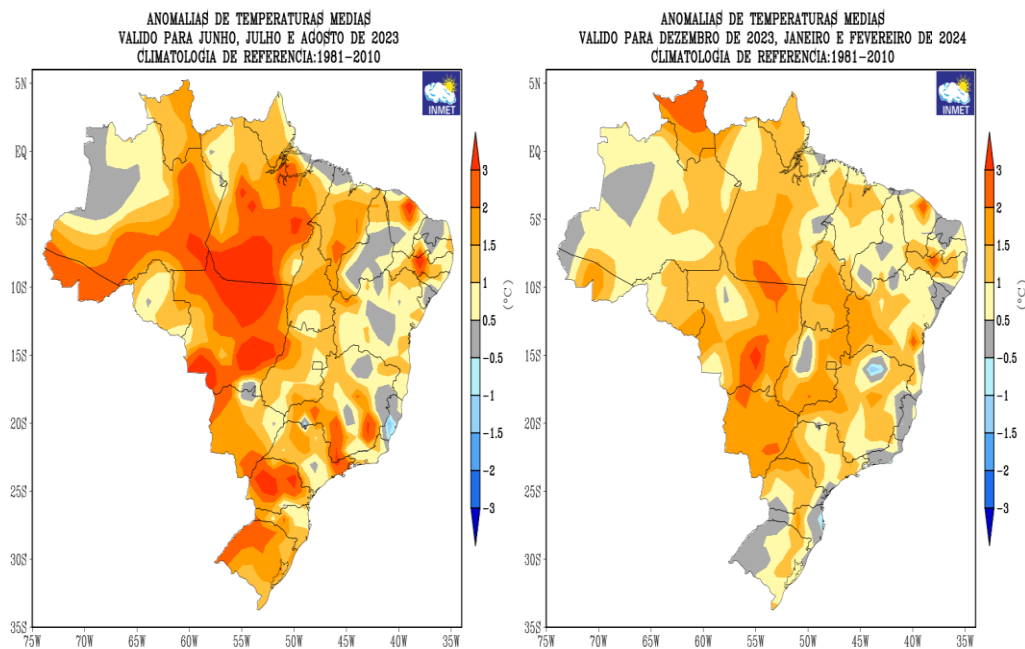 ANOMALIAS DE TEMPERATURAS MEDIAS
VALIDO PARA JUNHO, JULHO E AGOSTO DE 2023
CLIMATOLOGIA DE REFERENCIA:1981-2010
INMET
5N
EQ
5S
10S
15S
20S
25S
30S
35S
75W
70W
65W
60W
55W
50W
45W
40W
35W
3
2
1.5
1
0.5
-0.5
-1
-1.5
-2
-3
(°C)
ANOMALIAS DE TEMPERATURAS MEDIAS
VALIDO PARA DEZEMBRO DE 2023, JANEIRO E FEVEREIRO DE 2024
CLIMATOLOGIA DE REFERENCIA:1981-2010
INMET
5N
EQ
5S
10S
15S
20S
25S
30S
35S
75W
70W
65W
60W
55W
50W
45W
40W
35W
3
2
1.5
1
0.5
-0.5
-1
-1.5
-2
-3
(°C)